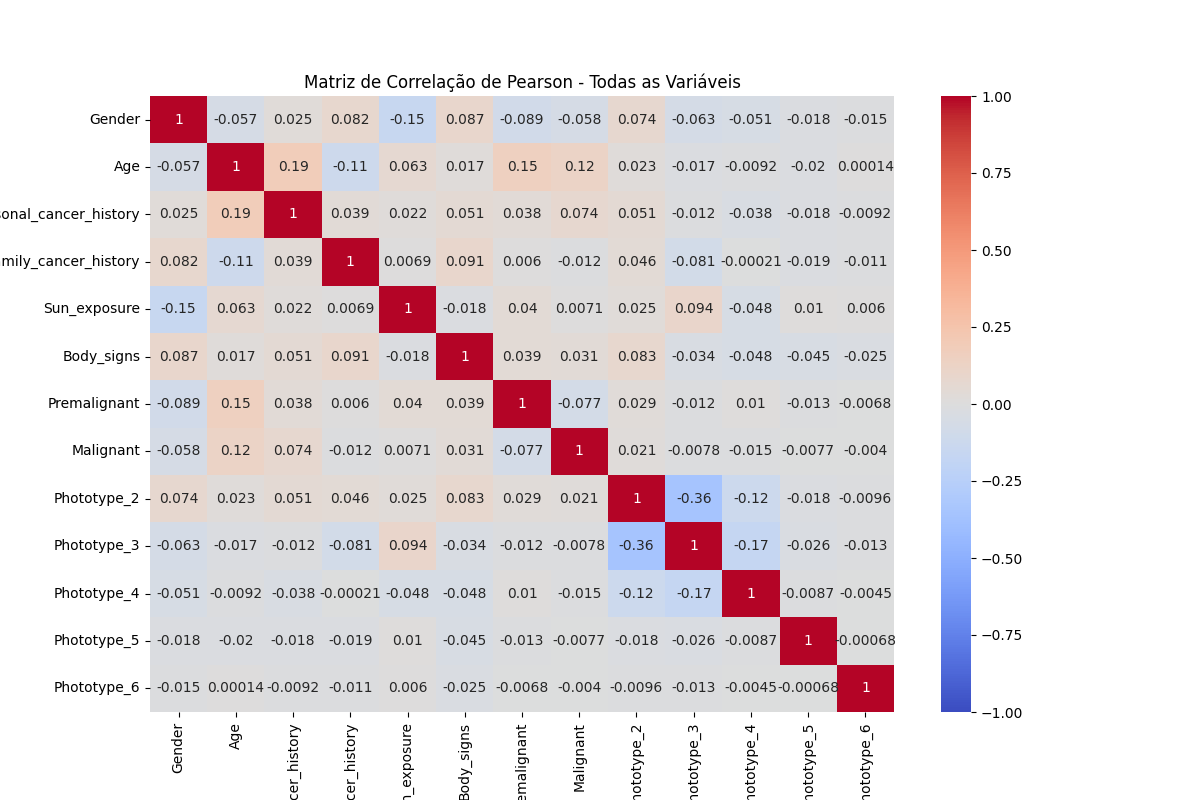 Matriz de Correlação de Pearson - Todas as Variáveis
Gender 1 -0.057 0.025 0.082 -0.15 0.087 -0.089 -0.058 0.074 -0.063 -0.051 -0.018 -0.015
Age -0.057 1 0.19 -0.11 0.063 0.017 0.15 0.12 0.023 -0.017 -0.0092 -0.02 0.00014
sonal_cancer_history 0.025 0.19 1 0.039 0.022 0.051 0.038 0.074 0.051 -0.012 -0.038 -0.018 -0.0092
mily_cancer_history 0.082 -0.11 0.039 1 0.0069 0.091 0.006 -0.012 0.046 -0.081 -0.00021 -0.019 -0.011
Sun_exposure -0.15 0.063 0.022 0.0069 1 -0.018 0.04 0.0071 0.025 0.094 -0.048 0.01 0.006
Body_signs 0.087 0.017 0.051 0.091 -0.018 1 0.039 0.031 0.083 -0.034 -0.048 -0.045 -0.025
Premalignant -0.089 0.15 0.038 0.006 0.04 0.039 1 -0.077 0.029 -0.012 0.01 -0.013 -0.0068
Malignant -0.058 0.12 0.074 -0.012 0.0071 0.031 -0.077 1 0.021 -0.0078 -0.015 -0.0077 -0.004
Phototype_2 0.074 0.023 0.051 0.046 0.025 0.083 0.029 0.021 1 -0.36 -0.12 -0.018 -0.0096
Phototype_3 -0.063 -0.017 -0.012 -0.081 0.094 -0.034 -0.012 -0.0078 -0.36 1 -0.17 -0.026 -0.013
Phototype_4 -0.051 -0.0092 -0.038 -0.00021 -0.048 -0.048 0.01 -0.015 -0.12 -0.17 1 -0.0087 -0.0045
Phototype_5 -0.018 -0.02 -0.018 -0.019 0.01 -0.045 -0.013 -0.0077 -0.018 -0.026 -0.0087 1 -0.00068
Phototype_6 -0.015 0.00014 -0.0092 -0.011 0.006 -0.025 -0.0068 -0.004 -0.0096 -0.013 -0.0045 -0.00068 1
Gender
Age
cer_history
cer_history
n_exposure
Body_signs
emalignant
Malignant
hototype_2
hototype_3
hototype_4
hototype_5
hototype_6
1.00
0.75
0.50
0.25
0.00
−0.25
−0.50
−0.75
−1.00